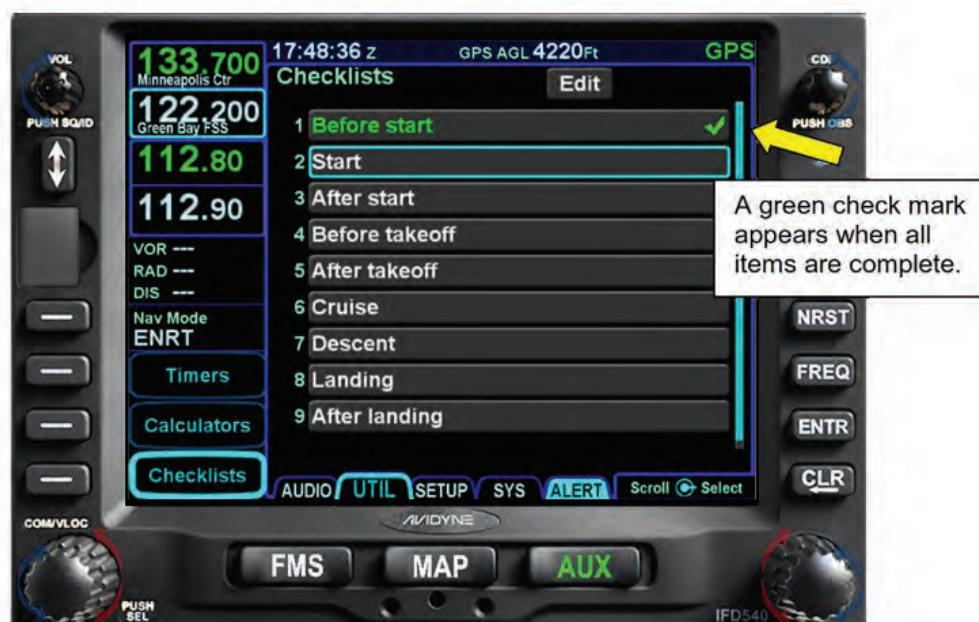 VOL
PUSH SQ/ID
133.700
Minneapolis Ctr
122.200
Green Bay FSS
112.80
112.90
VOR ---
RAD ---
DIS ---
Nav Mode
ENRT
Timers
Calculators
Checklists
17:48:36 Z GPS AGL 4220Ft GPS
Checklists Edit
1 Before start
2 Start
3 After start
4 Before takeoff
5 After takeoff
6 Cruise
7 Descent
8 Landing
9 After landing
AUDIO UTIL SETUP SYS ALERT Scroll Select
CDI
PUSH OBS
A green check mark
appears when all
items are complete.
NRST
FREQ
ENTR
CLR
COM/VLOC
PUSH
SEL
AVIDYNE
FMS MAP AUX
IFD540